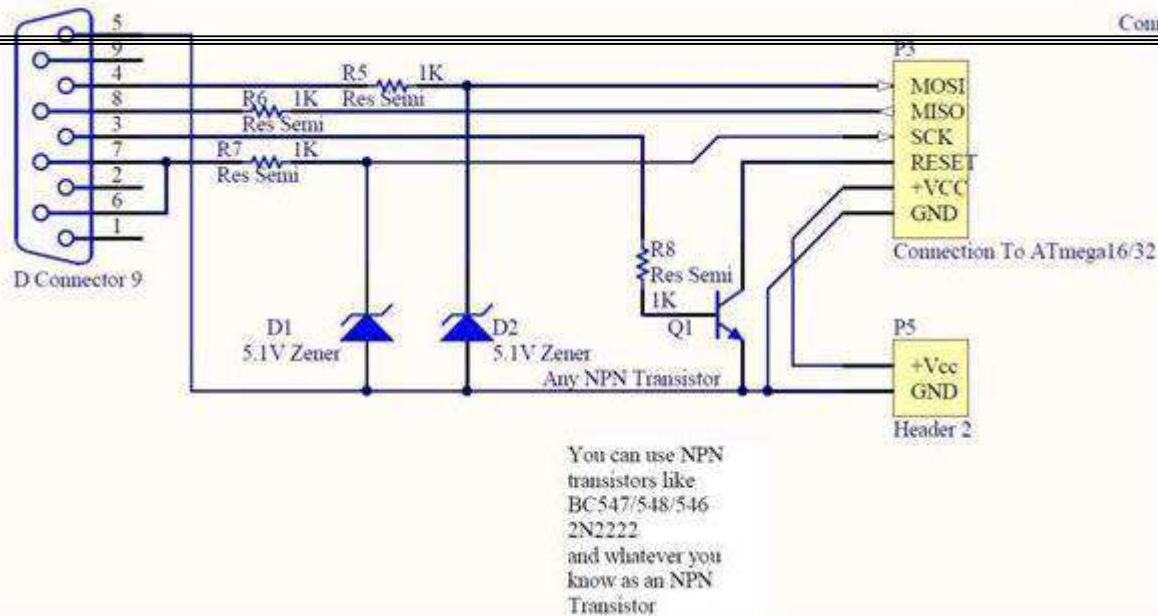 5
9
4
8
3
7
2
6
1
D Connector 9
R5 1K
Res Semi
R6 1K
Res Semi
R7 1K
Res Semi
R8
Res Semi
1K
Q1
D1
5.1V Zener
D2
5.1V Zener
Any NPN Transistor
P3
MOSI
MISO
SCK
RESET
+VCC
GND
Connection To ATmega16/32
P5
+Vcc
GND
Header 2
You can use NPN
transistors like
BC547/548/546
2N2222
and whatever you
know as an NPN
Transistor